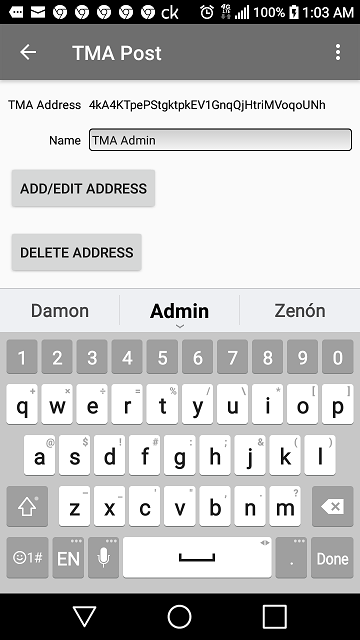 ck 4G LTE 100% 1:03 AM
TMA Post
TMA Address 4kA4KTpePStgktpkEV1GnqQjHtriMVoqoUNh
Name TMA Admin
ADD/EDIT ADDRESS
DELETE ADDRESS
Damon Admin Zenón
1 2 3 4 5 6 7 8 9 0
+ × ÷ = % / \ * [ ]
q w e r t y u i o p
@ $ ! # : ; & ( )
a s d f g h j k l
- _ ' " , ?
z x c v b n m
1# EN . Done